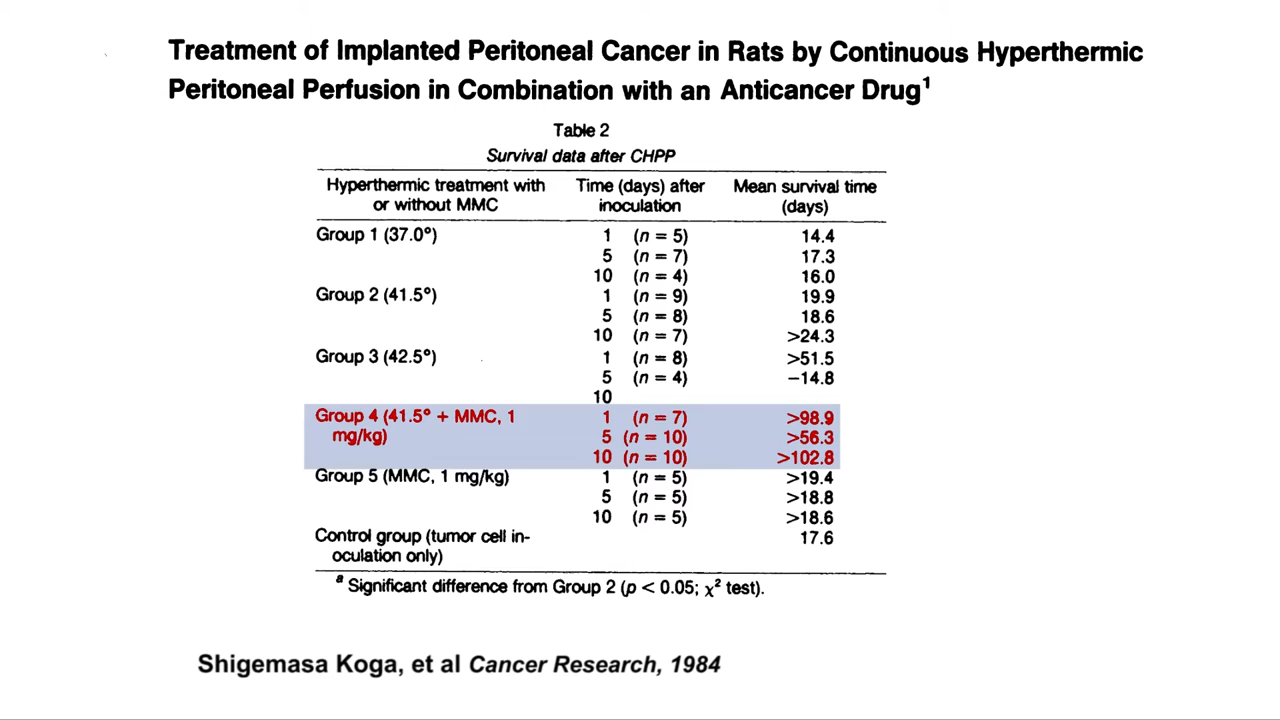 Treatment of Implanted Peritoneal Cancer in Rats by Continuous Hyperthermic
Peritoneal Perfusion in Combination with an Anticancer Drug¹
Table 2
Survival data after CHPP
Hyperthermic treatment with or without MMC Time (days) after inoculation Mean survival time (days)
Group 1 (37.0°) 1 (n = 5) 14.4
5 (n = 7) 17.3
10 (n = 4) 16.0
Group 2 (41.5°) 1 (n = 9) 19.9
5 (n = 8) 18.6
10 (n = 7) >24.3
Group 3 (42.5°) 1 (n = 8) >51.5
5 (n = 4) −14.8
10
Group 4 (41.5° + MMC, 1 1 (n = 7) >98.9
mg/kg) 5 (n = 10) >56.3
10 (n = 10) >102.8
Group 5 (MMC, 1 mg/kg) 1 (n = 5) >19.4
5 (n = 5) >18.8
10 (n = 5) >18.6
Control group (tumor cell in- 17.6
oculation only)
ª Significant difference from Group 2 (p < 0.05; χ² test).
Shigemasa Koga, et al Cancer Research, 1984